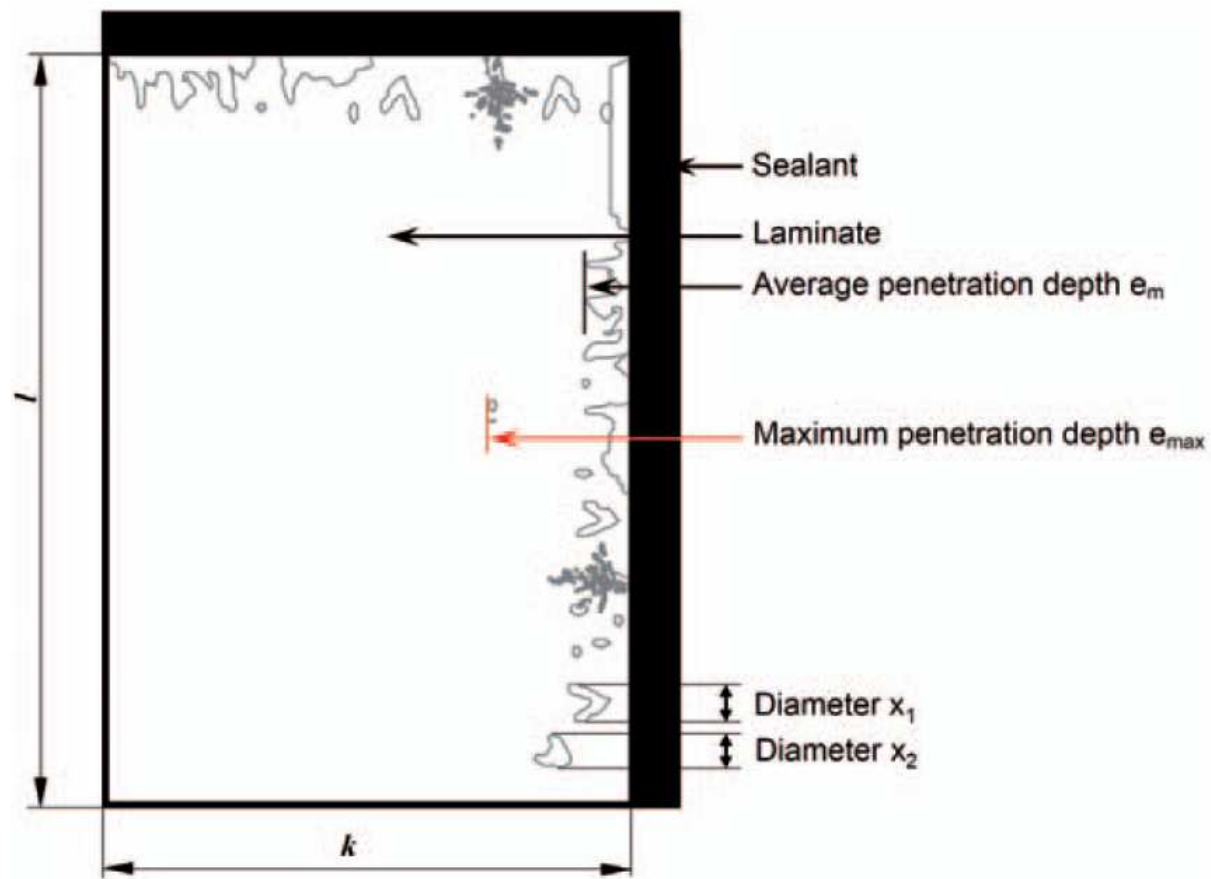 Sealant
Laminate
Average penetration depth eₘ
l
Maximum penetration depth eₘₐₓ
Diameter x₁
Diameter x₂
k